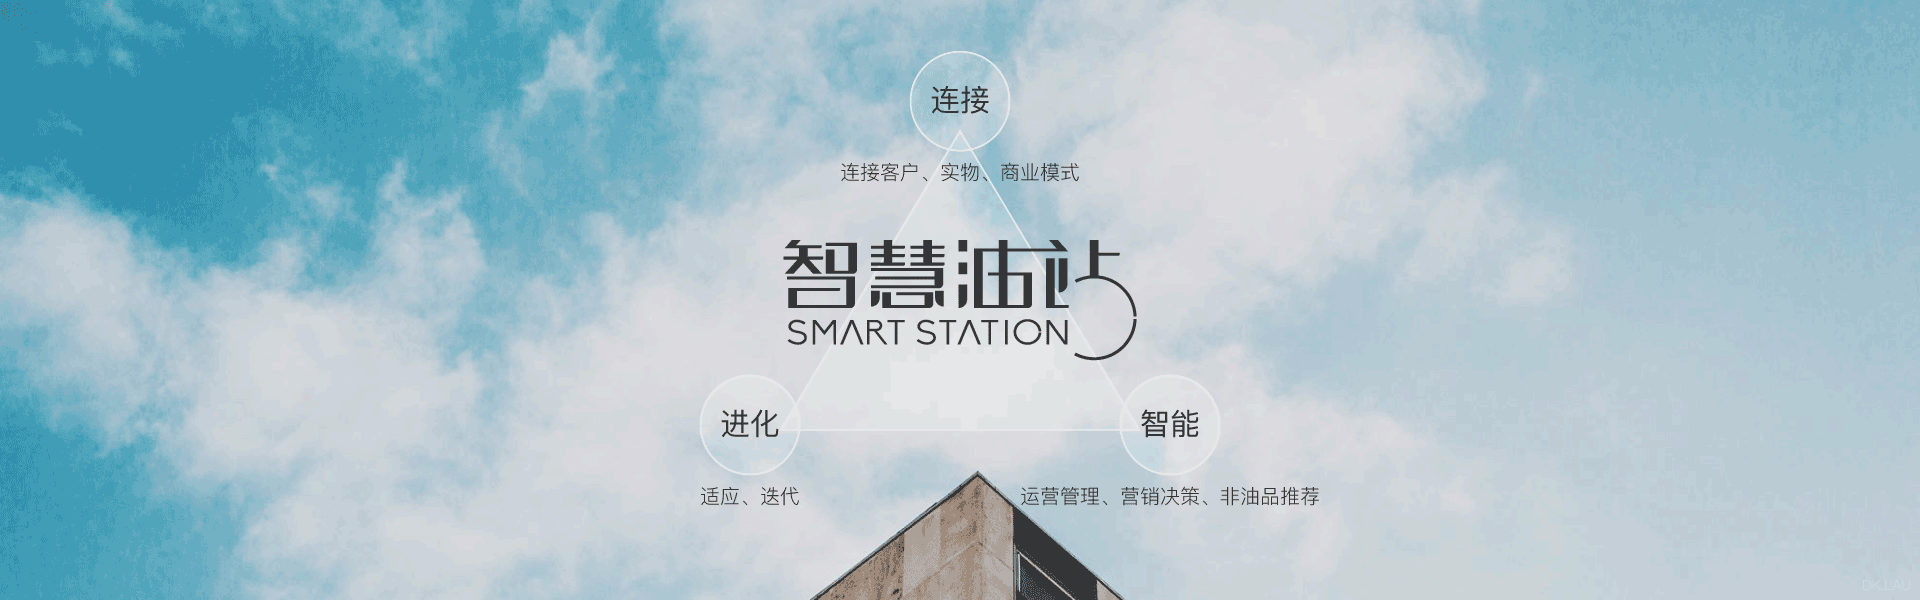 连接
连接客户、实物、商业模式
智慧油站
SMART STATION
进化
智能
适应、迭代
运营管理、营销决策、非油品推荐